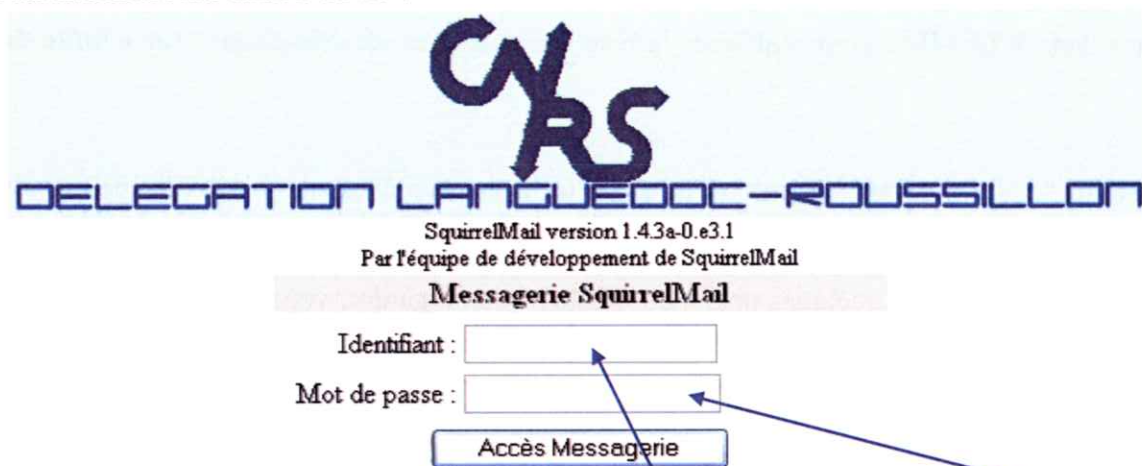 CNRS
DELEGATION LANGUEDOC-ROUSSILLON
SquirrelMail version 1.4.3a-0.e3.1
Par l'équipe de développement de SquirrelMail
Messagerie SquirrelMail
Identifiant :
Mot de passe :
Accès Messagerie